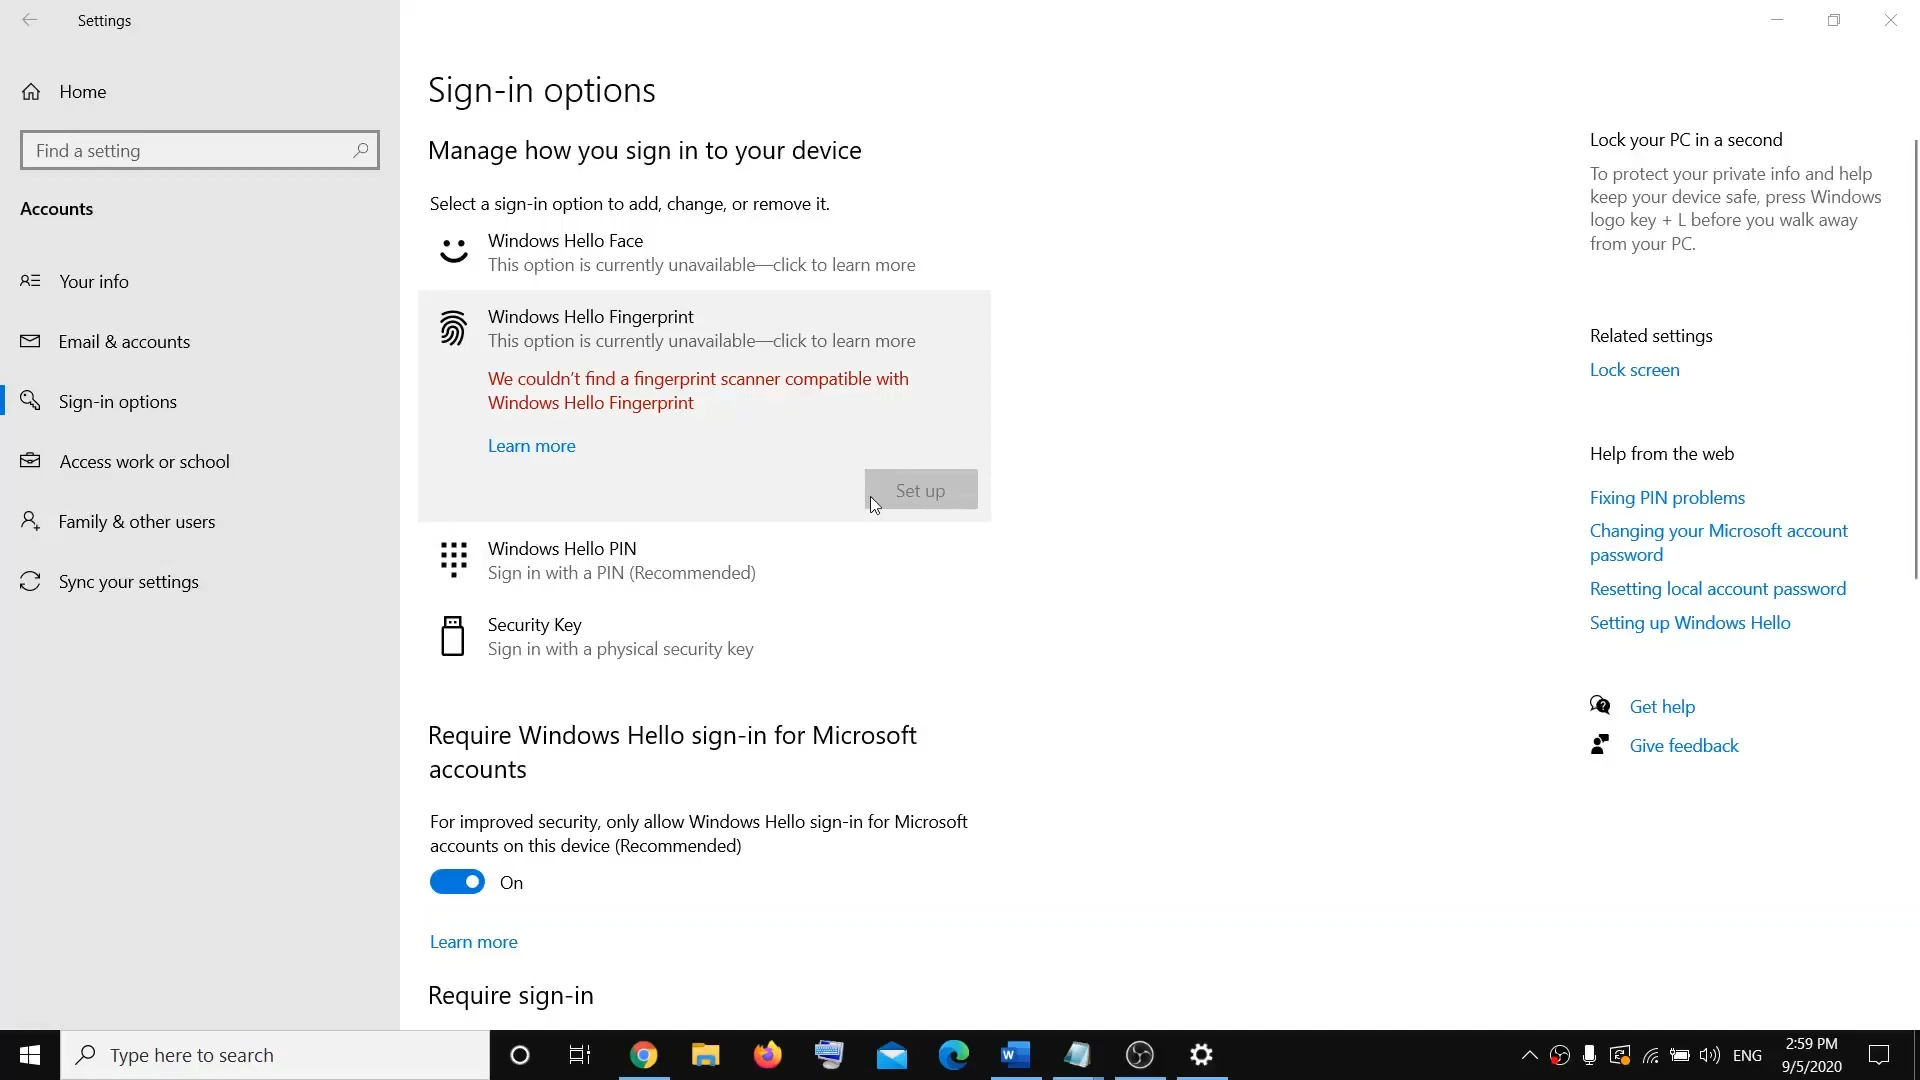 Settings
Home
Find a setting
Accounts
Your info
Email & accounts
Sign-in options
Access work or school
Family & other users
Sync your settings
Sign-in options
Manage how you sign in to your device
Select a sign-in option to add, change, or remove it.
Windows Hello Face
This option is currently unavailable—click to learn more
Windows Hello Fingerprint
This option is currently unavailable—click to learn more
We couldn't find a fingerprint scanner compatible with
Windows Hello Fingerprint
Learn more
Set up
Windows Hello PIN
Sign in with a PIN (Recommended)
Security Key
Sign in with a physical security key
Require Windows Hello sign-in for Microsoft
accounts
For improved security, only allow Windows Hello sign-in for Microsoft
accounts on this device (Recommended)
On
Learn more
Require sign-in
Lock your PC in a second
To protect your private info and help
keep your device safe, press Windows
logo key + L before you walk away
from your PC.
Related settings
Lock screen
Help from the web
Fixing PIN problems
Changing your Microsoft account
password
Resetting local account password
Setting up Windows Hello
Get help
Give feedback
Type here to search
ENG
2:59 PM
9/5/2020